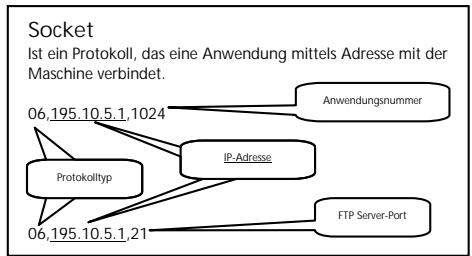 Socket
Ist ein Protokoll, das eine Anwendung mittels Adresse mit der
Maschine verbindet.
Anwendungsnummer
06,195.10.5.1,1024
IP-Adresse
Protokolltyp
FTP Server-Port
06,195.10.5.1,21